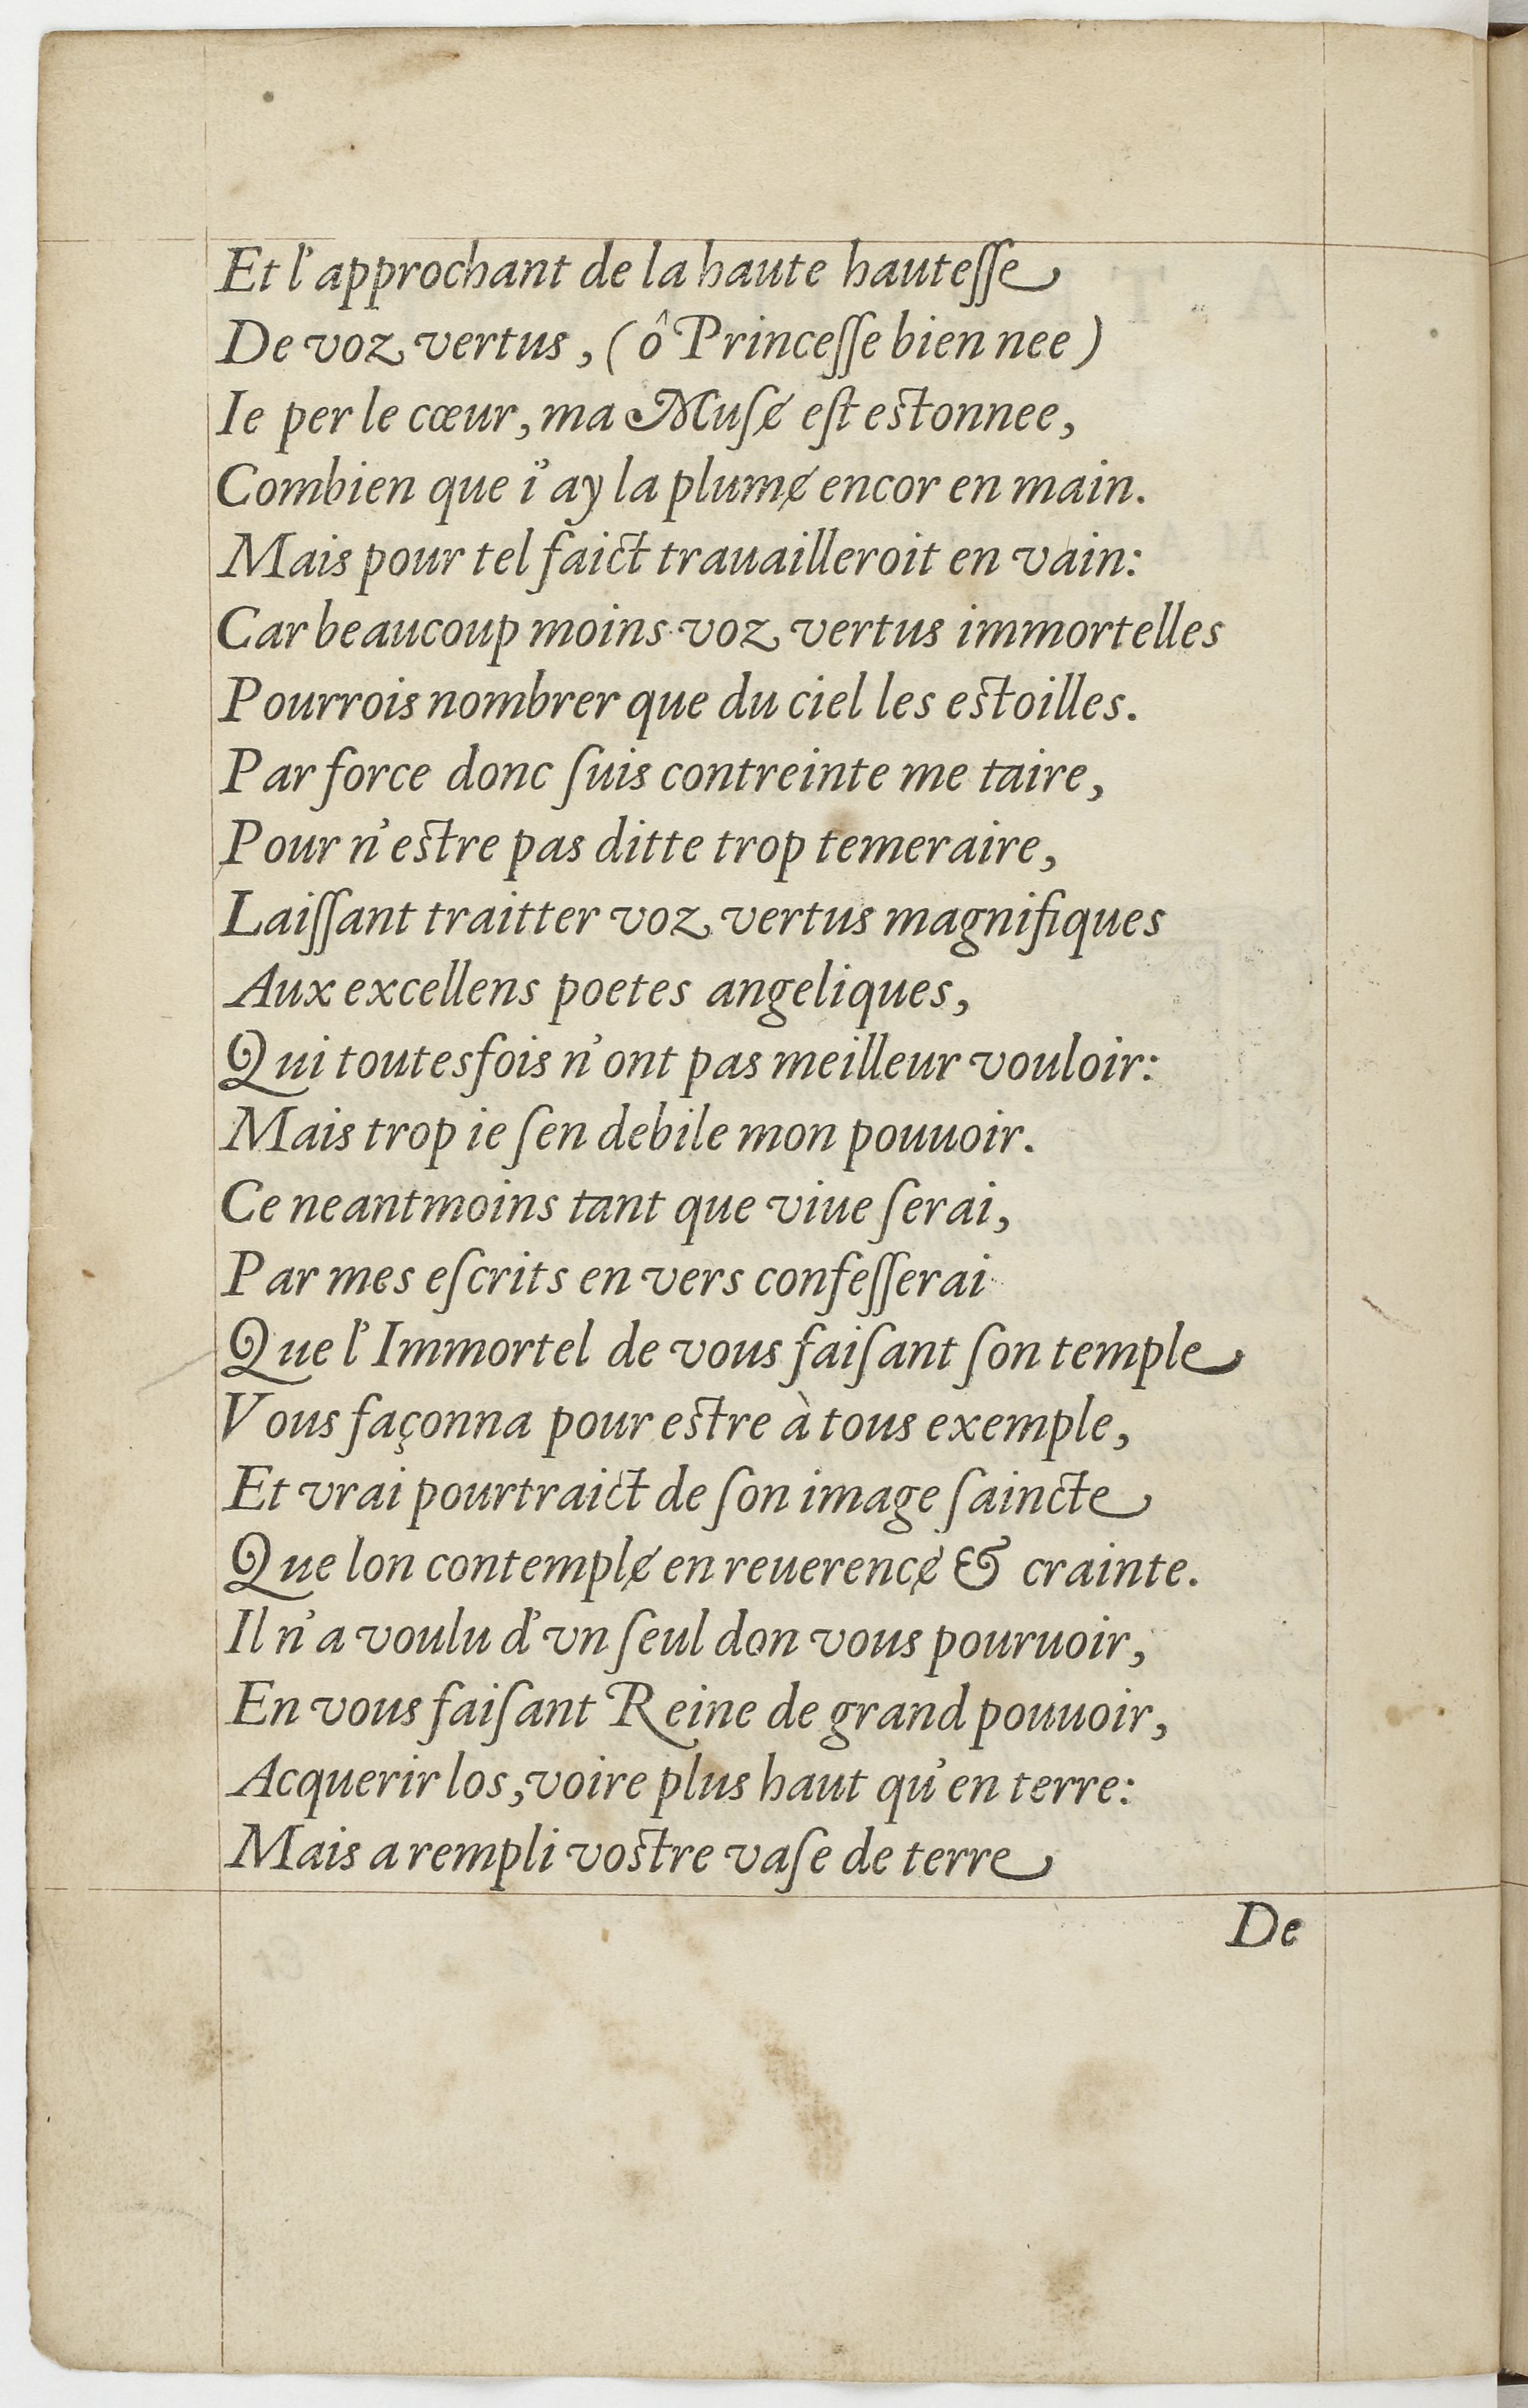 Et l'approchant de la haute hauteſſe
De voz vertus, (ô Princeſſe bien nee)
Ie per le cœur, ma Muſɇ eſt estonnee,
Combien que i'ay la plumɇ encor en main.
Mais pour tel faict trauailleroit en vain:
Car beaucoup moins voz vertus immortelles
Pourrois nombrer que du ciel les estoilles.
Par force donc ſuis contreinte me taire,
Pour n'estre pas ditte trop temeraire,
Laiſſant traitter voz vertus magnifiques
Aux excellens poetes angeliques,
Qui toutesfois n'ont pas meilleur vouloir:
Mais trop ie ſen debile mon pouuoir.
Ce neantmoins tant que viue ſerai,
Par mes eſcrits en vers confeſſerai
Que l'Immortel de vous faiſant ſon temple
Vous façonna pour estre à tous exemple,
Et vrai pourtraict de ſon image ſaincte
Que lon contemplɇ en reuerencɇ & crainte.
Il n'a voulu d'vn ſeul don vous pouruoir,
En vous faiſant Reine de grand pouuoir,
Acquerir los, voire plus haut qu'en terre:
Mais a rempli vostre vaſe de terre
De